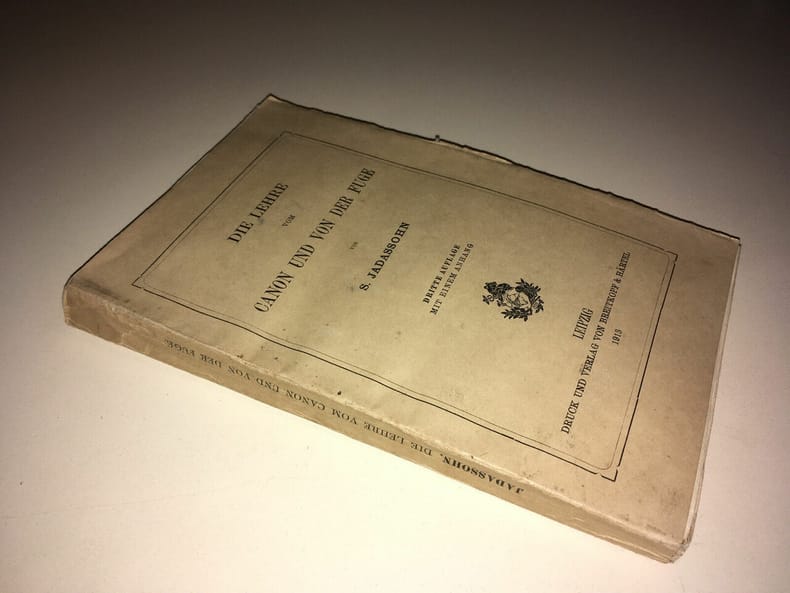 DIE LEHRE
VOM
CANON UND VON DER FUGE
VON
S. JADASSOHN
DRITTE AUFLAGE
MIT EINEM ANHANG
LEIPZIG
DRUCK UND VERLAG VON BREITKOPF & HÄRTEL
1913
JADASSOHN, DIE LEHRE VOM CANON UND VON DER FUGE.